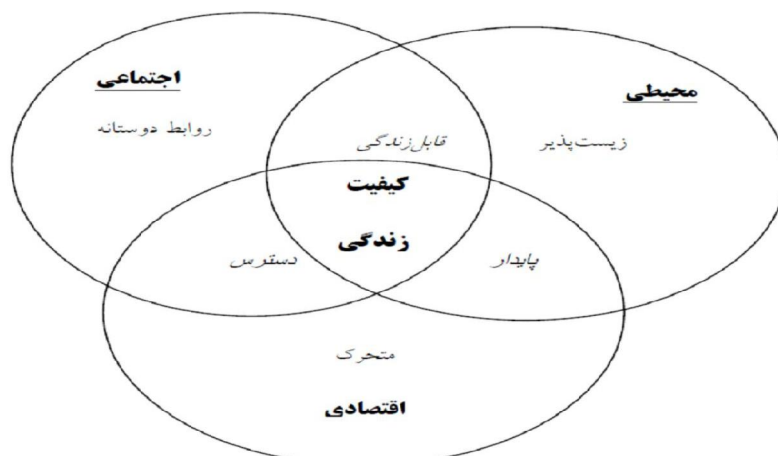 اجتماعی
محیطی
روابط دوستانه
قابل‌زندگی
زیست‌پذیر
کیفیت
زندگی
دسترس
پایدار
متحرک
اقتصادی